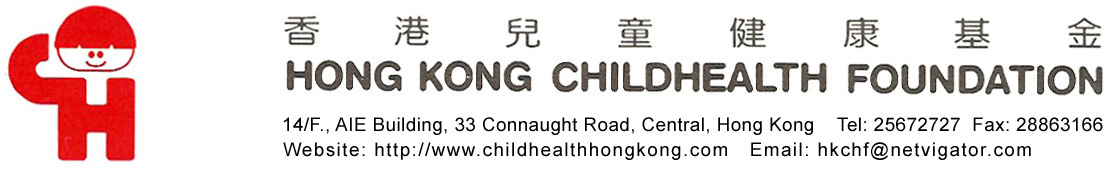 香港兒童健康基金
HONG KONG CHILDHEALTH FOUNDATION
14/F., AIE Building, 33 Connaught Road, Central, Hong Kong Tel: 25672727 Fax: 28863166
Website: http://www.childhealthhongkong.com Email: hkchf@netvigator.com